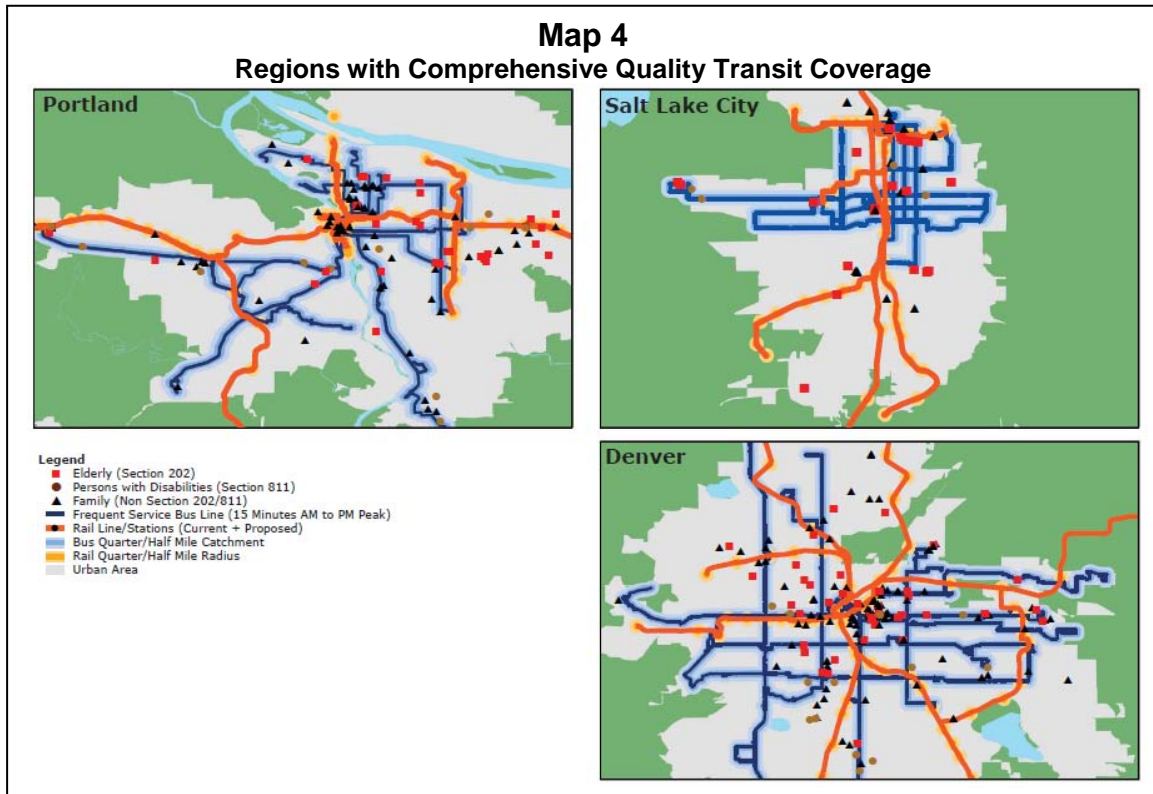 Map 4
Regions with Comprehensive Quality Transit Coverage
Portland
Salt Lake City
Legend
Elderly (Section 202)
Persons with Disabilities (Section 811)
Family (Non Section 202/811)
Frequent Service Bus Line (15 Minutes AM to PM Peak)
Rail Line/Stations (Current + Proposed)
Bus Quarter/Half Mile Catchment
Rail Quarter/Half Mile Radius
Urban Area
Denver